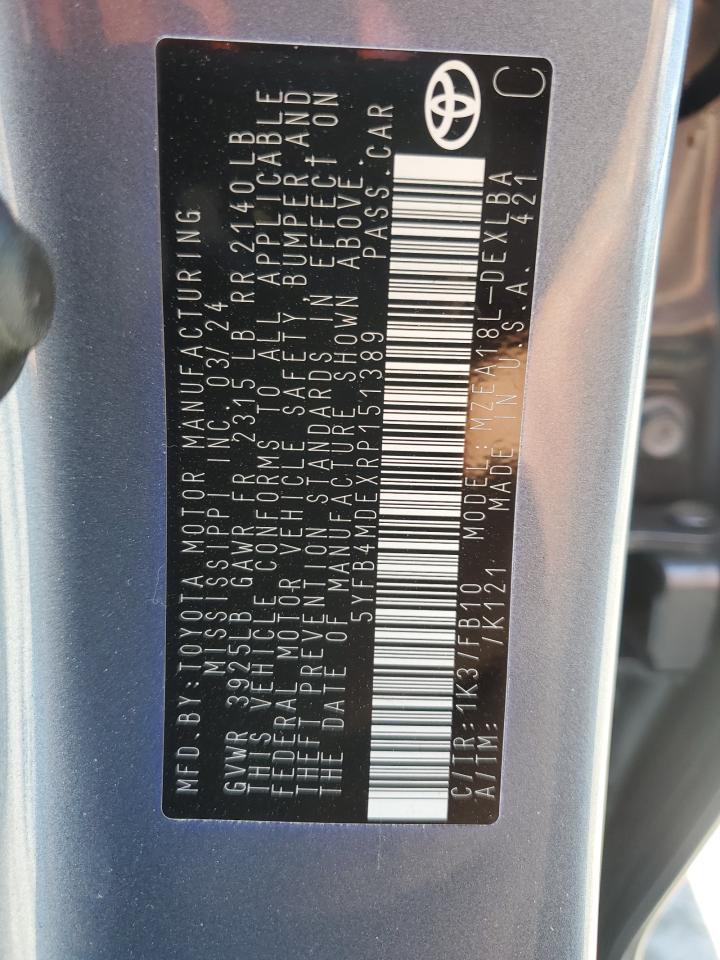 MFD.BY:TOYOTA MOTOR MANUFACTURING
MISSISSIPPI INC. 03/24
GVWR 3925LB GAWR FR 2315 LB RR 2140LB
THIS VEHICLE CONFORMS TO ALL APPLICABLE
FEDERAL MOTOR VEHICLE SAFETY, BUMPER, AND
THEFT PREVENTION STANDARDS IN EFFECT ON
THE DATE OF MANUFACTURE SHOWN ABOVE.
5YFB4MDEXRP151389 PASS.CAR
C/TR:1K3/FB10 MODEL:MZEA18L-DEXLBA
A/TM: /K121 MADE IN U.S.A. 421
C